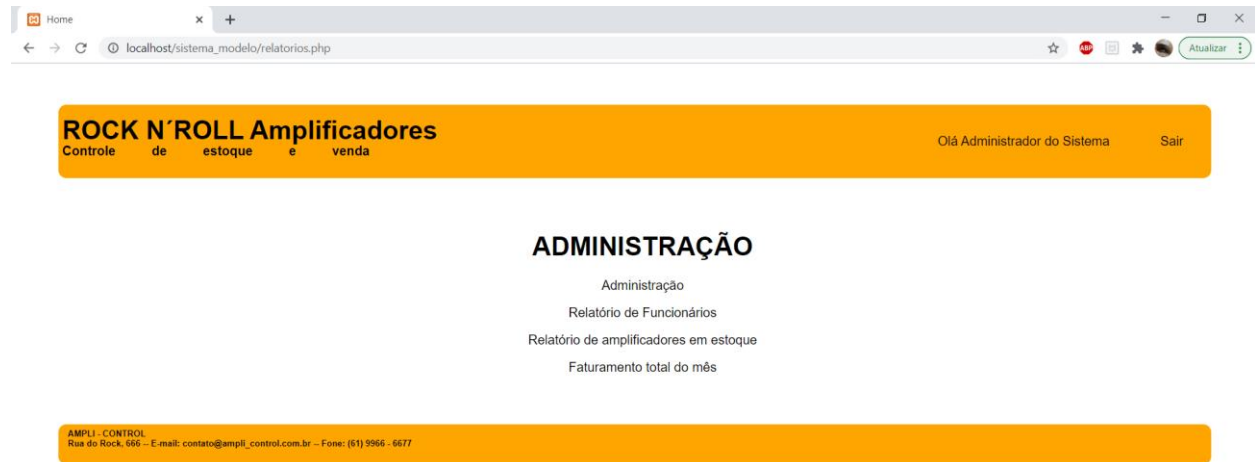 Home
localhost/sistema_modelo/relatorios.php
ABP
Atualizar
ROCK N´ROLL Amplificadores
Controle de estoque e venda
Olá Administrador do Sistema
Sair
ADMINISTRAÇÃO
Administração
Relatório de Funcionários
Relatório de amplificadores em estoque
Faturamento total do mês
AMPLI - CONTROL
Rua do Rock, 666 -- E-mail: contato@ampli_control.com.br -- Fone: (61) 9966 - 6677